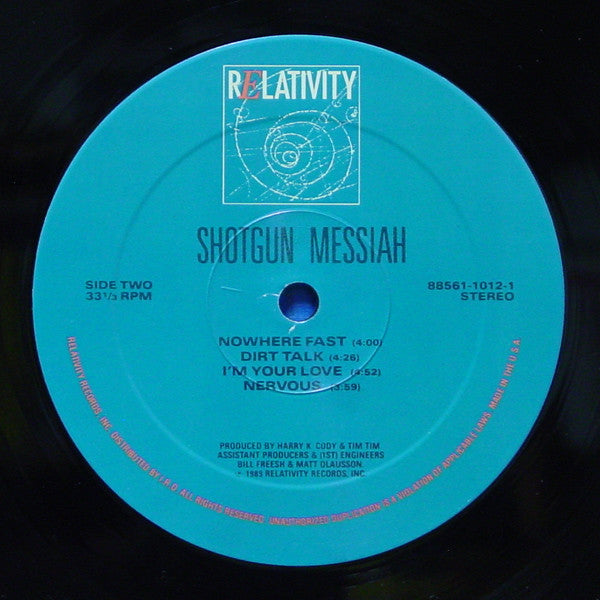 RELATIVITY
SHOTGUN MESSIAH
SIDE TWO
33⅓ RPM
88561-1012-1
STEREO
NOWHERE FAST (4:00)
DIRT TALK (4:26)
I'M YOUR LOVE (4:52)
NERVOUS (3:59)
PRODUCED BY HARRY K. CODY & TIM TIM
ASSISTANT PRODUCERS & (1ST) ENGINEERS
BILL FREESH & MATT OLAUSSON.
℗ 1989 RELATIVITY RECORDS, INC.
RELATIVITY RECORDS, INC. DISTRIBUTED BY I.R.D. ALL RIGHTS RESERVED. UNAUTHORIZED DUPLICATION IS A VIOLATION OF APPLICABLE LAWS. MADE IN THE U.S.A.